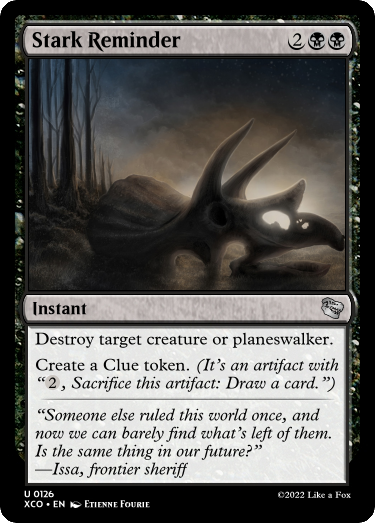 Stark Reminder 2
Instant
Destroy target creature or planeswalker.
Create a Clue token. (It's an artifact with
“2, Sacrifice this artifact: Draw a card.”)
“Someone else ruled this world once, and
now we can barely find what's left of them.
Is the same thing in our future?”
—Issa, frontier sheriff
U 0126
XCO • EN Etienne Fourie
©2022 Like a Fox